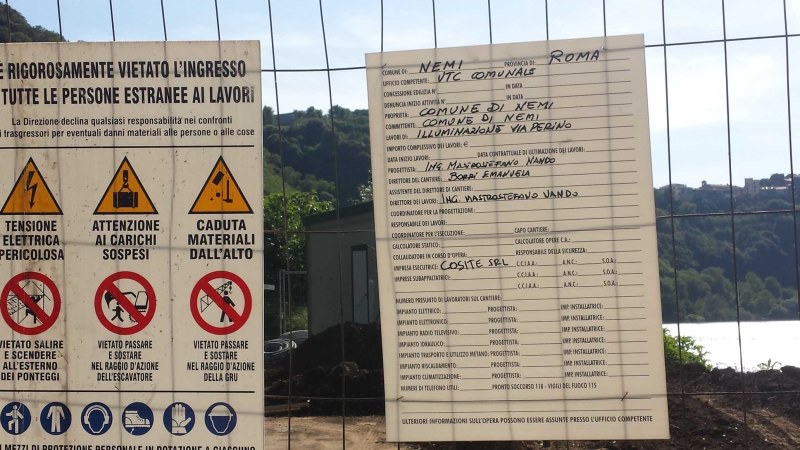 E RIGOROSAMENTE VIETATO L'INGRESSO
TUTTE LE PERSONE ESTRANEE AI LAVORI
La Direzione declina qualsiasi responsabilità nei confronti
i trasgressori per eventuali danni materiali alle persone o alle cose
TENSIONE
ELETTRICA
PERICOLOSA
ATTENZIONE
AI CARICHI
SOSPESI
CADUTA
MATERIALI
DALL'ALTO
VIETATO SALIRE
E SCENDERE
ALL'ESTERNO
DEI PONTEGGI
VIETATO PASSARE
E SOSTARE
NEL RAGGIO D'AZIONE
DELL'ESCAVATORE
VIETATO PASSARE
E SOSTARE
NEL RAGGIO D'AZIONE
DELLA GRU
I MEZZI DI PROTEZIONE PERSONALE IN DOTAZIONE A CIASCUNO
COMUNE DI: NEMI PROVINCIA DI: ROMA
UFFICIO COMPETENTE: UTC COMUNALE
CONCESSIONE EDILIZIA N° IN DATA
DENUNCIA INIZIO ATTIVITÀ N° IN DATA
PROPRIETÀ: COMUNE DI NEMI
COMMITTENTE: COMUNE DI NEMI
LAVORI DI: ILLUMINAZIONE VIA PERINO
IMPORTO COMPLESSIVO DEI LAVORI: €
DATA INIZIO LAVORI: DATA CONTRATTUALE DI ULTIMAZIONE DEI LAVORI:
PROGETTISTA: ING. MASTROSTEFANO NANDO
DIRETTORE DEL CANTIERE: BORRI EMANUELA
ASSISTENTE DEL DIRETTORE DI CANTIERE:
DIRETTORE DEI LAVORI: ING. MASTROSTEFANO NANDO
COORDINATORE PER LA PROGETTAZIONE:
RESPONSABILE DEI LAVORI:
COORDINATORE PER L'ESECUZIONE: CAPO CANTIERE:
CALCOLATORE STATICO: CALCOLATORE OPERE C.A.:
COLLAUDATORE IN CORSO D'OPERA: RESPONSABILE DELLA SICUREZZA:
IMPRESA ESECUTRICE: COSITE SRL C.C.I.A.A.: A.N.C.: S.O.A.:
IMPRESE SUBAPPALTATRICI: C.C.I.A.A.: A.N.C.: S.O.A.:
C.C.I.A.A.: A.N.C.: S.O.A.:
NUMERO PRESUNTO DI LAVORATORI SUL CANTIERE:
IMPIANTO ELETTRICO: PROGETTISTA: IMP. INSTALLATRICE:
IMPIANTO ELETTRONICO: PROGETTISTA: IMP. INSTALLATRICE:
IMPIANTO RADIO TELEVISIVO: PROGETTISTA: IMP. INSTALLATRICE:
IMPIANTO IDRAULICO: PROGETTISTA: IMP. INSTALLATRICE:
IMPIANTO TRASPORTO E UTILIZZO METANO: PROGETTISTA: IMP. INSTALLATRICE:
IMPIANTO RISCALDAMENTO: PROGETTISTA: IMP. INSTALLATRICE:
IMPIANTO CLIMATIZZAZIONE: PROGETTISTA: IMP. INSTALLATRICE:
NUMERI DI TELEFONO UTILI: PRONTO SOCCORSO 118 - VIGILI DEL FUOCO 115
ULTERIORI INFORMAZIONI SULL'OPERA POSSONO ESSERE ASSUNTE PRESSO L'UFFICIO COMPETENTE